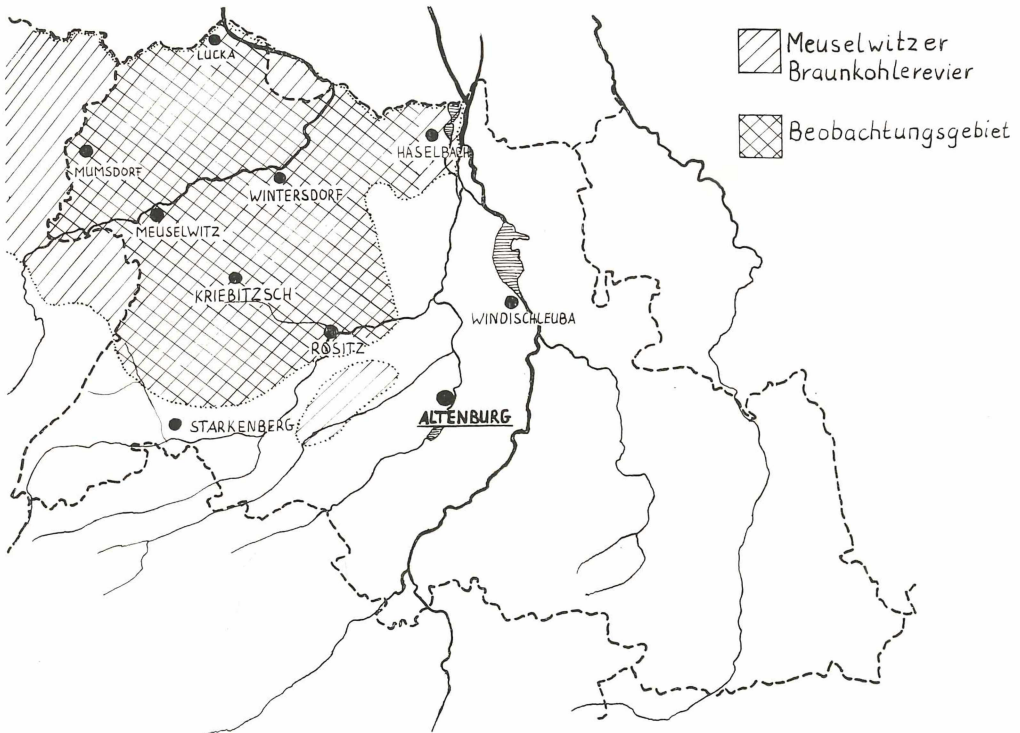 Meuselwitzer
Braunkohlerevier
Beobachtungsgebiet
LUCKA
HASELBACH
MUMSDORF
WINTERSDORF
MEUSELWITZ
KRIEBITZSCH
WINDISCHLEUBA
ROSITZ
ALTENBURG
STARKENBERG